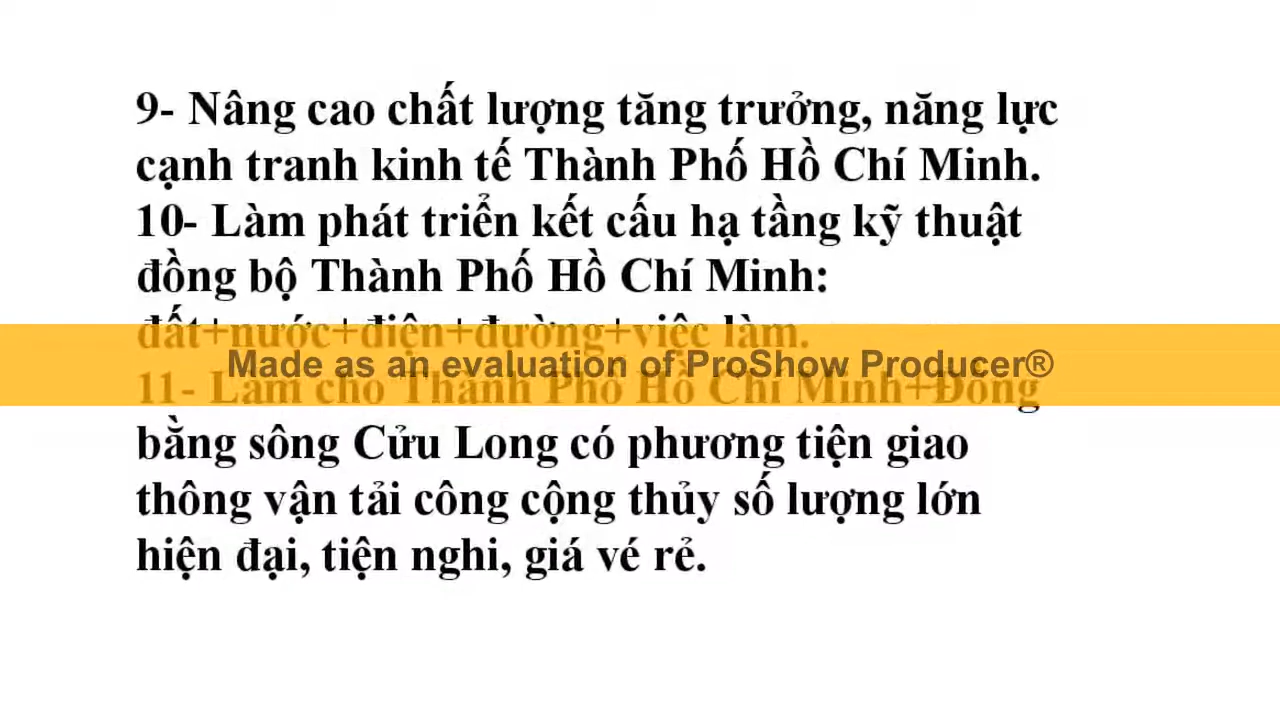 9- Nâng cao chất lượng tăng trưởng, năng lực
cạnh tranh kinh tế Thành Phố Hồ Chí Minh.
10- Làm phát triển kết cấu hạ tầng kỹ thuật
đồng bộ Thành Phố Hồ Chí Minh:
đất+nước+điện+đường+việc làm.
Made as an evaluation of ProShow Producer®
11- Làm cho Thành Phố Hồ Chí Minh+Đồng
bằng sông Cửu Long có phương tiện giao
thông vận tải công cộng thủy số lượng lớn
hiện đại, tiện nghi, giá vé rẻ.